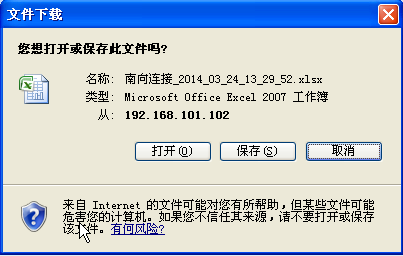 文件下载
您想打开或保存此文件吗?
名称: 南向连接_2014_03_24_13_29_52.xlsx
类型: Microsoft Office Excel 2007 工作簿
从: 192.168.101.102
打开(O) 保存(S) 取消
来自 Internet 的文件可能对您有所帮助,但某些文件可能
危害您的计算机。如果您不信任其来源,请不要打开或保存
该文件。有何风险?